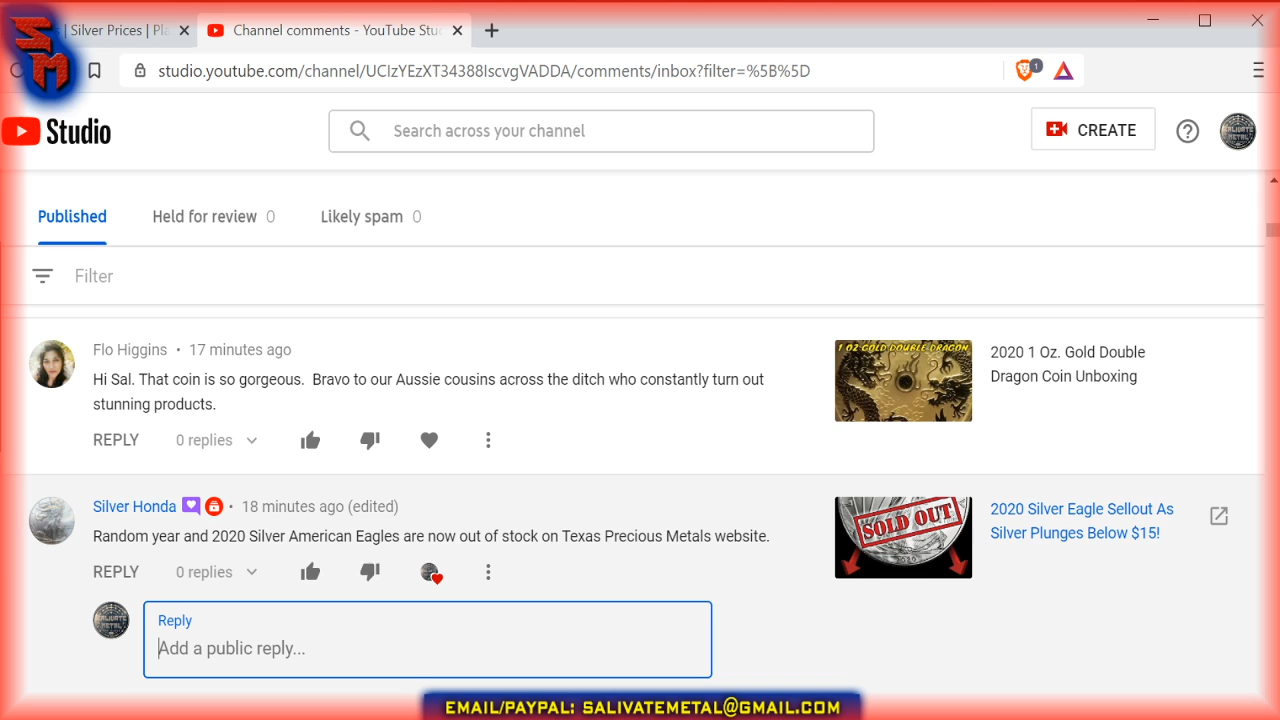 SM
| Silver Prices | Pla
Channel comments - YouTube Stud
studio.youtube.com/channel/UCIzYEzXT34388IscvgVADDA/comments/inbox?filter=%5B%5D
1
Studio
Search across your channel
CREATE
Published
Held for review 0
Likely spam 0
Filter
Flo Higgins • 17 minutes ago
Hi Sal. That coin is so gorgeous. Bravo to our Aussie cousins across the ditch who constantly turn out
stunning products.
REPLY
0 replies
1 OZ GOLD DOUBLE DRAGON
2020 1 Oz. Gold Double
Dragon Coin Unboxing
Silver Honda • 18 minutes ago (edited)
Random year and 2020 Silver American Eagles are now out of stock on Texas Precious Metals website.
REPLY
0 replies
SOLD OUT
2020 Silver Eagle Sellout As
Silver Plunges Below $15!
SALIVATE
METAL
Reply
Add a public reply...
EMAIL/PAYPAL: SALIVATEMETAL@GMAIL.COM